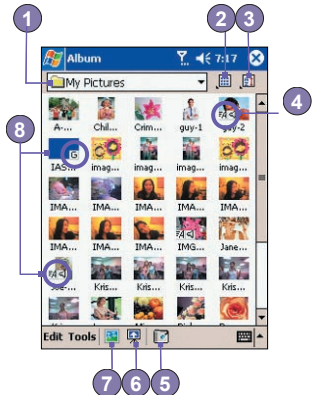 1 2 3
Album 7:17
My Pictures
4
A-... Chil... Crim... guy-1 guy-2
8
G
IAS... imag... imag... imag... imag...
IMA... IMA... IMA... IMA... IMA...
IMA... IMA... IMA... IMG... Jane...
Joe-... Kris... Kris... Kris... Kris...
Edit Tools
7 6 5